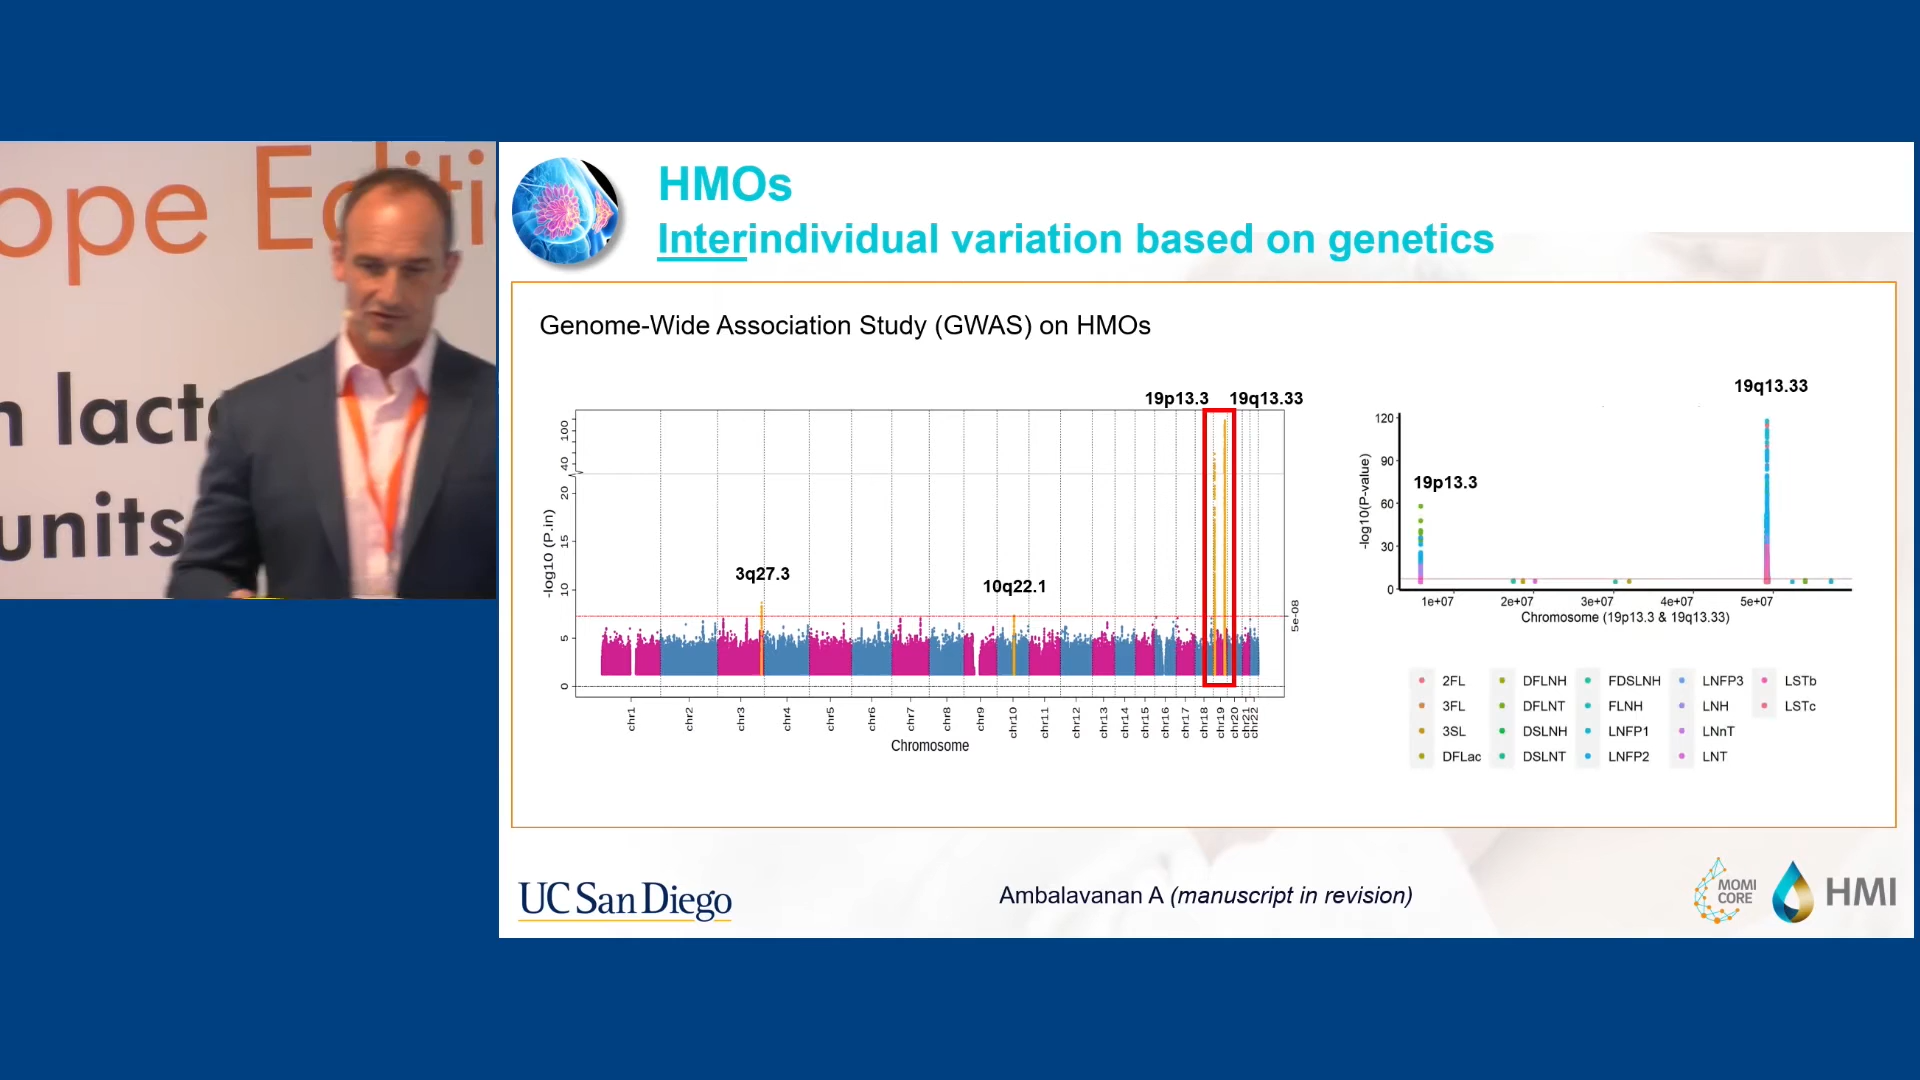 ope Editi
n lact
units
HMOs
Interindividual variation based on genetics
Genome-Wide Association Study (GWAS) on HMOs
19p13.3 19q13.33
-log10 (P.in)
100
40
20
15
10
5
0
3q27.3
10q22.1
5e-08
chr1 chr2 chr3 chr4 chr5 chr6 chr7 chr8 chr9 chr10 chr11 chr12 chr13 chr14 chr15 chr16 chr17 chr18 chr19 chr20 chr21 chr22
Chromosome
19q13.33
19p13.3
-log10(P-value)
120
90
60
30
0
1e+07 2e+07 3e+07 4e+07 5e+07
Chromosome (19p13.3 & 19q13.33)
2FL DFLNH FDSLNH LNFP3 LSTb
3FL DFLNT FLNH LNH LSTc
3SL DSLNH LNFP1 LNnT
DFLac DSLNT LNFP2 LNT
UC San Diego
Ambalavanan A (manuscript in revision)
MOMI
CORE
HMI